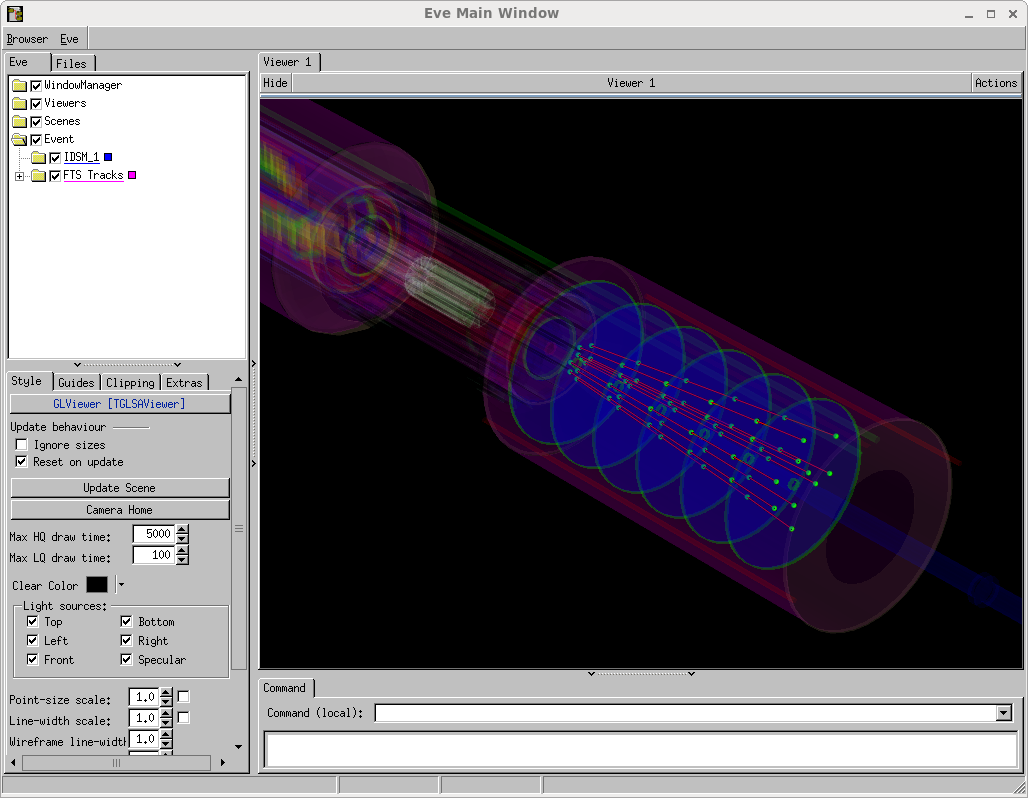 Eve Main Window
Browser Eve
Eve Files
WindowManager
Viewers
Scenes
Event
IDSM_1
FTS Tracks
Style Guides Clipping Extras
GLViewer [TGLSAViewer]
Update behaviour
Ignore sizes
Reset on update
Update Scene
Camera Home
Max HQ draw time: 5000
Max LQ draw time: 100
Clear Color
Light sources:
Top Bottom
Left Right
Front Specular
Point-size scale: 1.0
Line-width scale: 1.0
Wireframe line-width 1.0
Viewer 1
Hide Viewer 1 Actions
Command
Command (local):